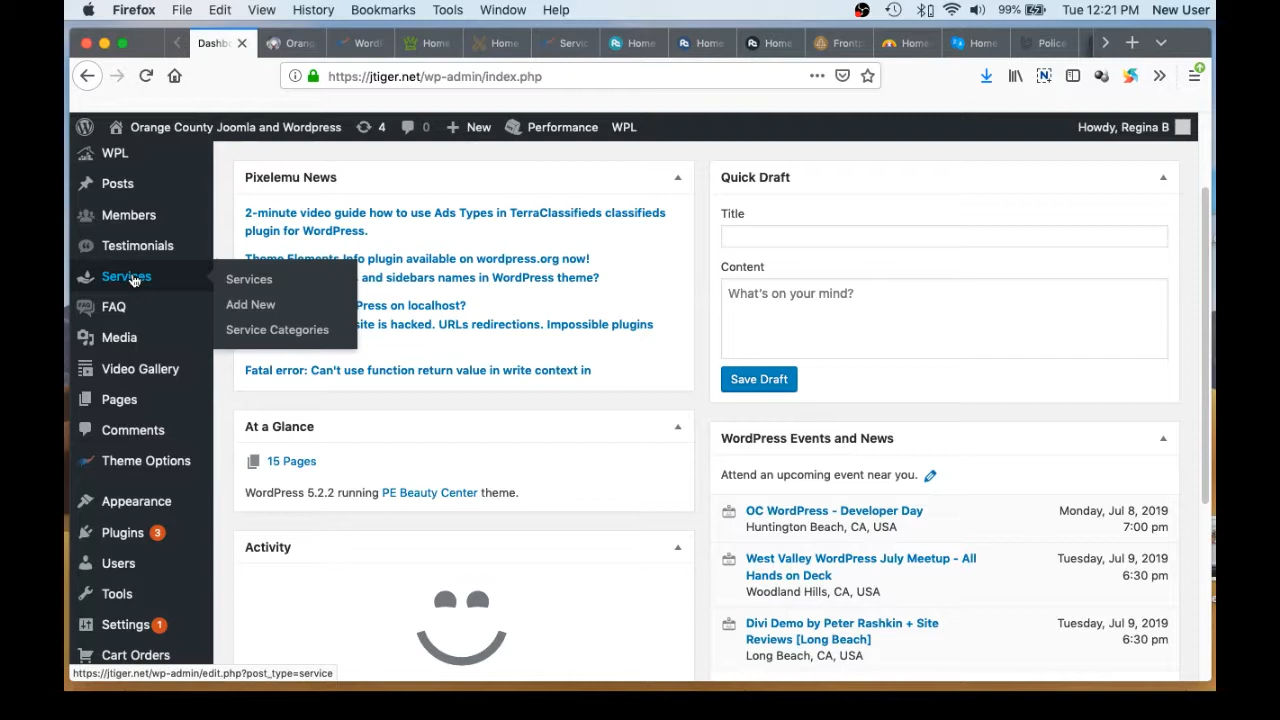 Firefox File Edit View History Bookmarks Tools Window Help 99% Tue 12:21 PM New User
Dashb Orang WordF Home Home Servic Home Home Home Frontp Home Home Police
https://jtiger.net/wp-admin/index.php
Orange County Joomla and Wordpress 4 0 New Performance WPL Howdy, Regina B
WPL
Posts
Members
Testimonials
Services
FAQ
Media
Video Gallery
Pages
Comments
Theme Options
Appearance
Plugins 3
Users
Tools
Settings 1
Cart Orders
Services
Add New
Service Categories
Pixelemu News
2-minute video guide how to use Ads Types in TerraClassifieds classifieds
plugin for WordPress.
Theme Elements Info plugin available on wordpress.org now!
s and sidebars names in WordPress theme?
Press on localhost?
site is hacked. URLs redirections. Impossible plugins
Fatal error: Can't use function return value in write context in
At a Glance
15 Pages
WordPress 5.2.2 running PE Beauty Center theme.
Activity
Quick Draft
Title
Content
What's on your mind?
Save Draft
WordPress Events and News
Attend an upcoming event near you.
OC WordPress - Developer Day Monday, Jul 8, 2019
Huntington Beach, CA, USA 7:00 pm
West Valley WordPress July Meetup - All Tuesday, Jul 9, 2019
Hands on Deck 6:30 pm
Woodland Hills, CA, USA
Divi Demo by Peter Rashkin + Site Tuesday, Jul 9, 2019
Reviews [Long Beach] 6:30 pm
Long Beach, CA, USA
https://jtiger.net/wp-admin/edit.php?post_type=service